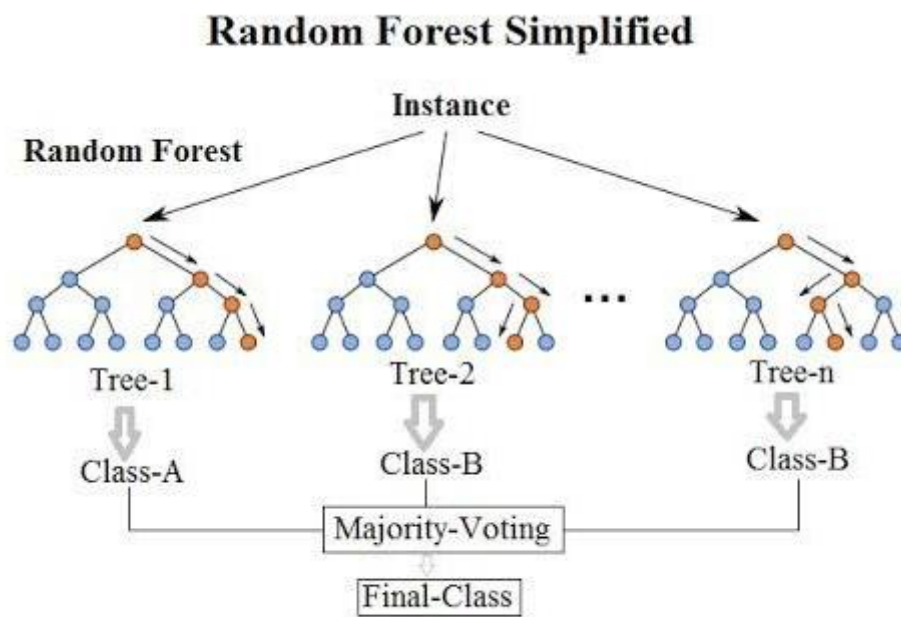 Random Forest Simplified
Instance
Random Forest
...
Tree-1
Tree-2
Tree-n
Class-A
Class-B
Class-B
Majority-Voting
Final-Class